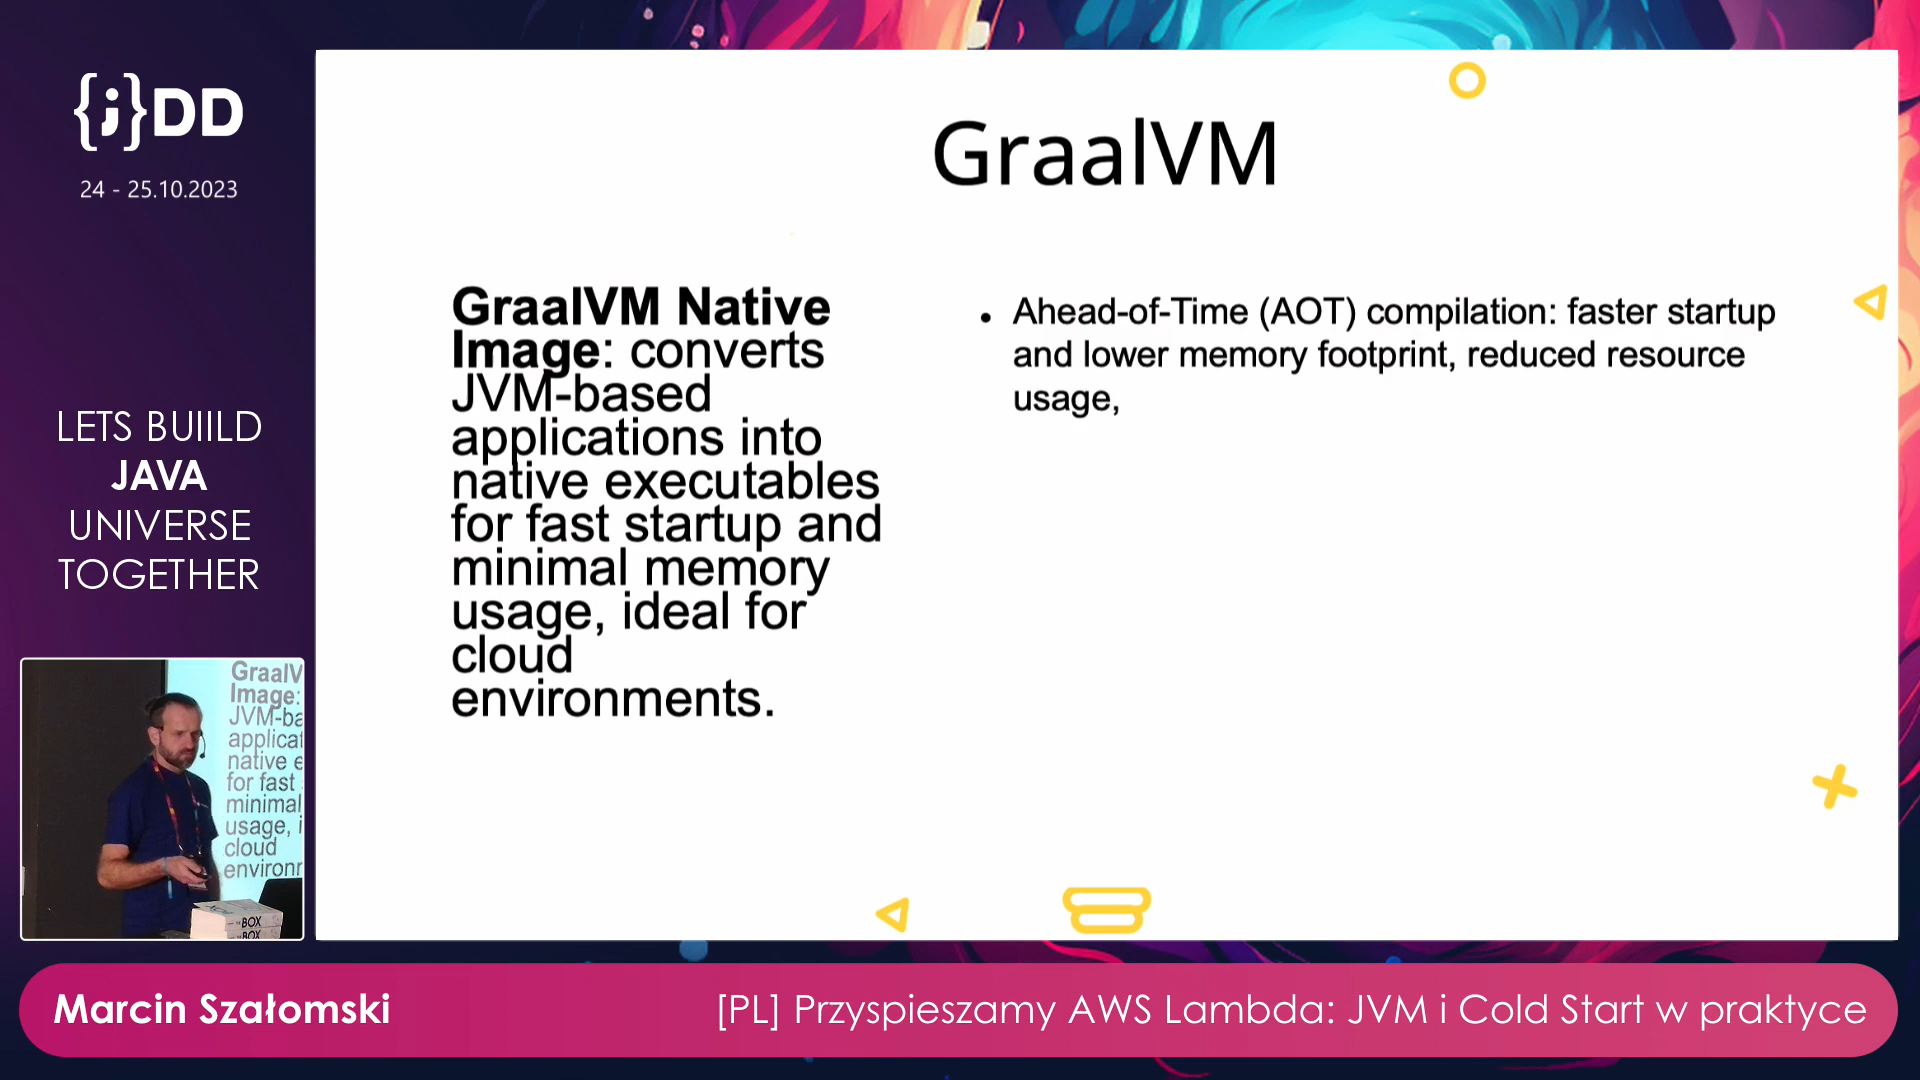 {j}DD
24 - 25.10.2023
LETS BUIILD
JAVA
UNIVERSE
TOGETHER
GraalVM
GraalVM Native
Image: converts
JVM-based
applications into
native executables
for fast startup and
minimal memory
usage, ideal for
cloud
environments.
• Ahead-of-Time (AOT) compilation: faster startup
and lower memory footprint, reduced resource
usage,
GraalV
Image:
JVM-ba
applicat
native e
for fast
minimal
usage, i
cloud
environr
BOX
BOX
Marcin Szałomski
[PL] Przyspieszamy AWS Lambda: JVM i Cold Start w praktyce